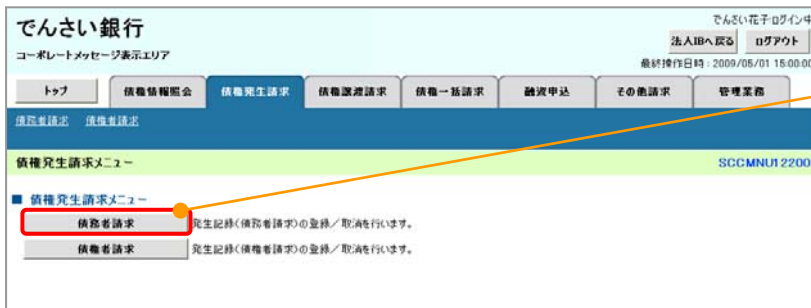 でんさい銀行
コーポレートメッセージ表示エリア
でんさい花子ログイン中
法人IBへ戻る ログアウト
最終操作日時:2009/05/01 15:00:00
トップ 債権情報照会 債権発生請求 債権譲渡請求 債権一括請求 融資申込 その他請求 管理業務
債務者請求 債権者請求
債権発生請求メニュー SCCMNU12200
■ 債権発生請求メニュー
債務者請求 発生記録(債務者請求)の登録/取消を行います。
債権者請求 発生記録(債権者請求)の登録/取消を行います。